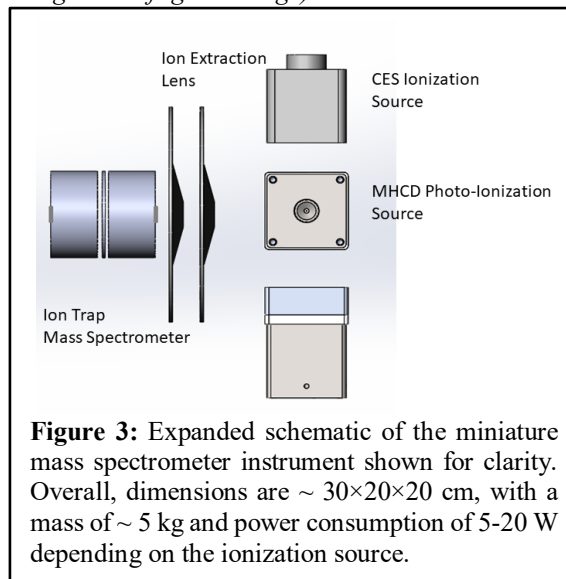 Ion Extraction
Lens
CES Ionization
Source
MHCD Photo-Ionization
Source
Ion Trap
Mass Spectrometer
Figure 3: Expanded schematic of the miniature
mass spectrometer instrument shown for clarity.
Overall, dimensions are ~ 30×20×20 cm, with a
mass of ~ 5 kg and power consumption of 5-20 W
depending on the ionization source.